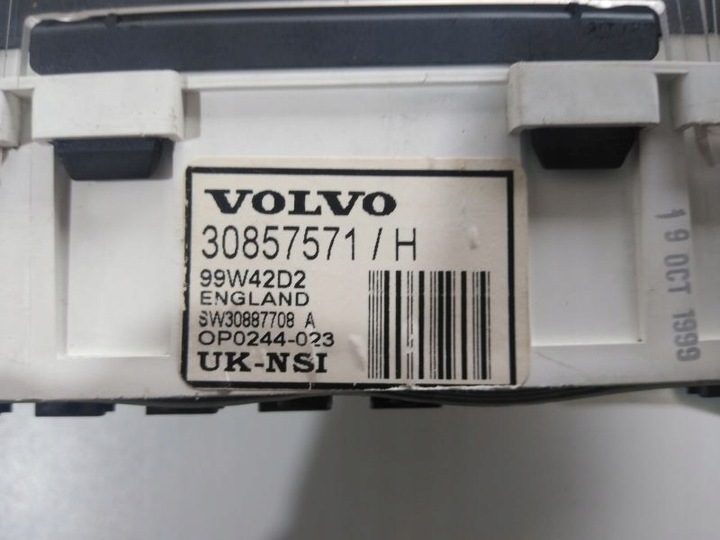 VOLVO
30857571 / H
99W42D2
ENGLAND
SW30887708 A
OP0244-023
UK-NSI
19 OCT 1999